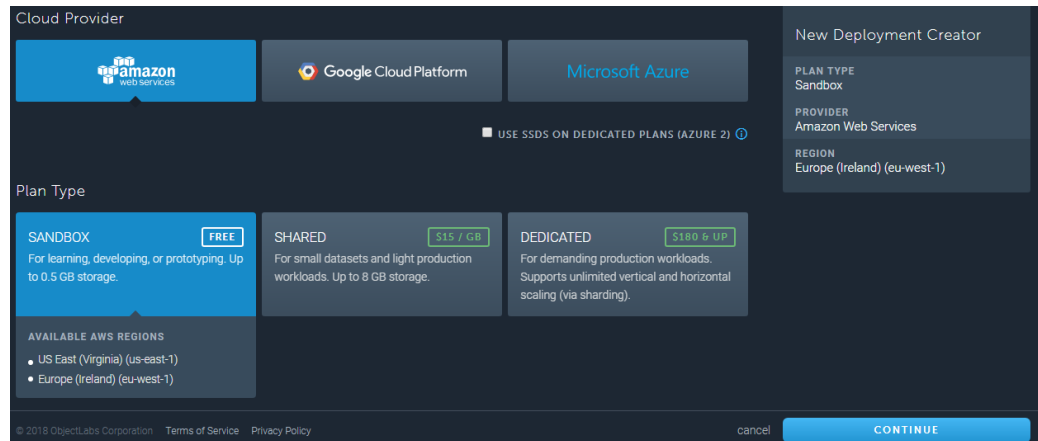 Cloud Provider
amazon
web services
Google Cloud Platform
Microsoft Azure
USE SSDS ON DEDICATED PLANS (AZURE 2)
Plan Type
SANDBOX FREE
For learning, developing, or prototyping. Up
to 0.5 GB storage.
AVAILABLE AWS REGIONS
US East (Virginia) (us-east-1)
Europe (Ireland) (eu-west-1)
SHARED $15 / GB
For small datasets and light production
workloads. Up to 8 GB storage.
DEDICATED $180 & UP
For demanding production workloads.
Supports unlimited vertical and horizontal
scaling (via sharding).
New Deployment Creator
PLAN TYPE
Sandbox
PROVIDER
Amazon Web Services
REGION
Europe (Ireland) (eu-west-1)
© 2018 ObjectLabs Corporation Terms of Service Privacy Policy
cancel
CONTINUE